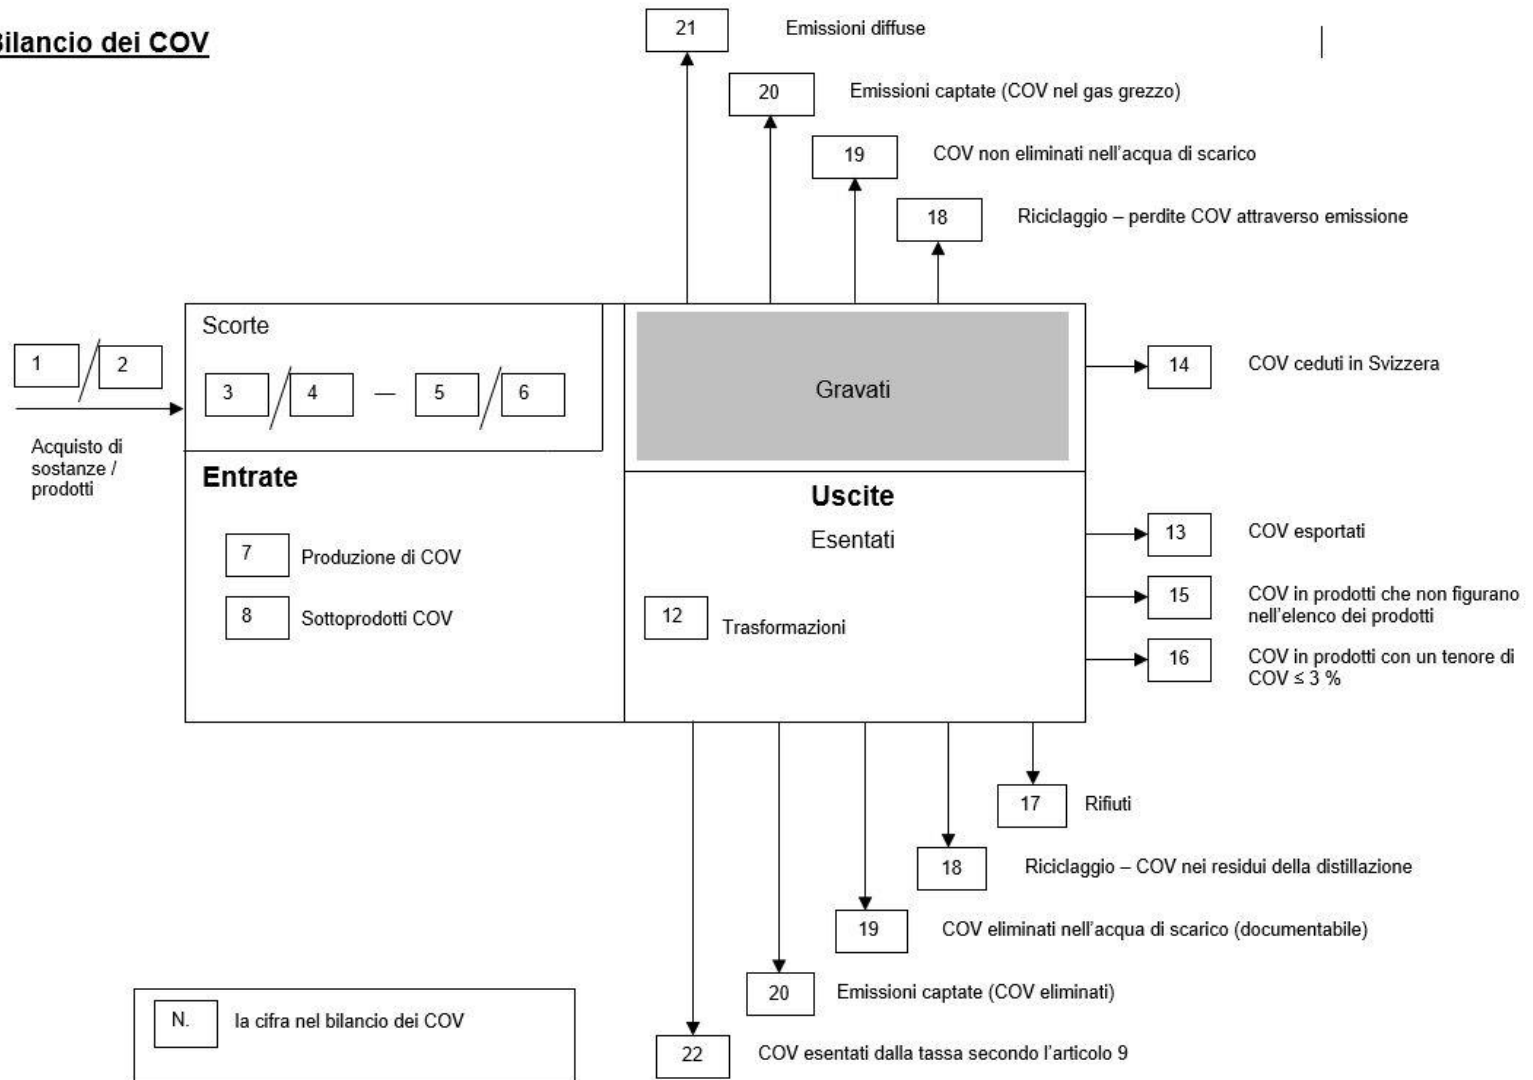 Bilancio dei COV
21
Emissioni diffuse
20
Emissioni captate (COV nel gas grezzo)
19
COV non eliminati nell'acqua di scarico
18
Riciclaggio – perdite COV attraverso emissione
Scorte
1 / 2
3 / 4 — 5 / 6
Gravati
14
COV ceduti in Svizzera
Acquisto di
sostanze /
prodotti
Entrate
Uscite
Esentati
7
Produzione di COV
13
COV esportati
8
Sottoprodotti COV
12
Trasformazioni
15
COV in prodotti che non figurano
nell'elenco dei prodotti
16
COV in prodotti con un tenore di
COV ≤ 3 %
17
Rifiuti
18
Riciclaggio – COV nei residui della distillazione
19
COV eliminati nell'acqua di scarico (documentabile)
20
Emissioni captate (COV eliminati)
N.
la cifra nel bilancio dei COV
22
COV esentati dalla tassa secondo l'articolo 9